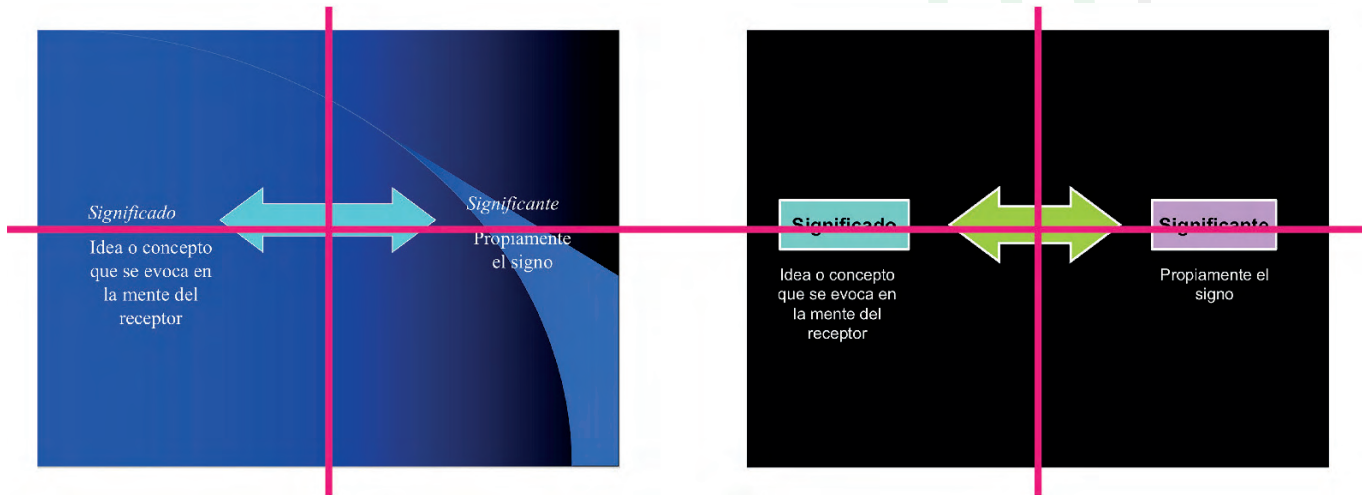 Significado
Idea o concepto
que se evoca en
la mente del
receptor
Significante
Propiamente
el signo
Significado
Idea o concepto
que se evoca en
la mente del
receptor
Significante
Propiamente el
signo